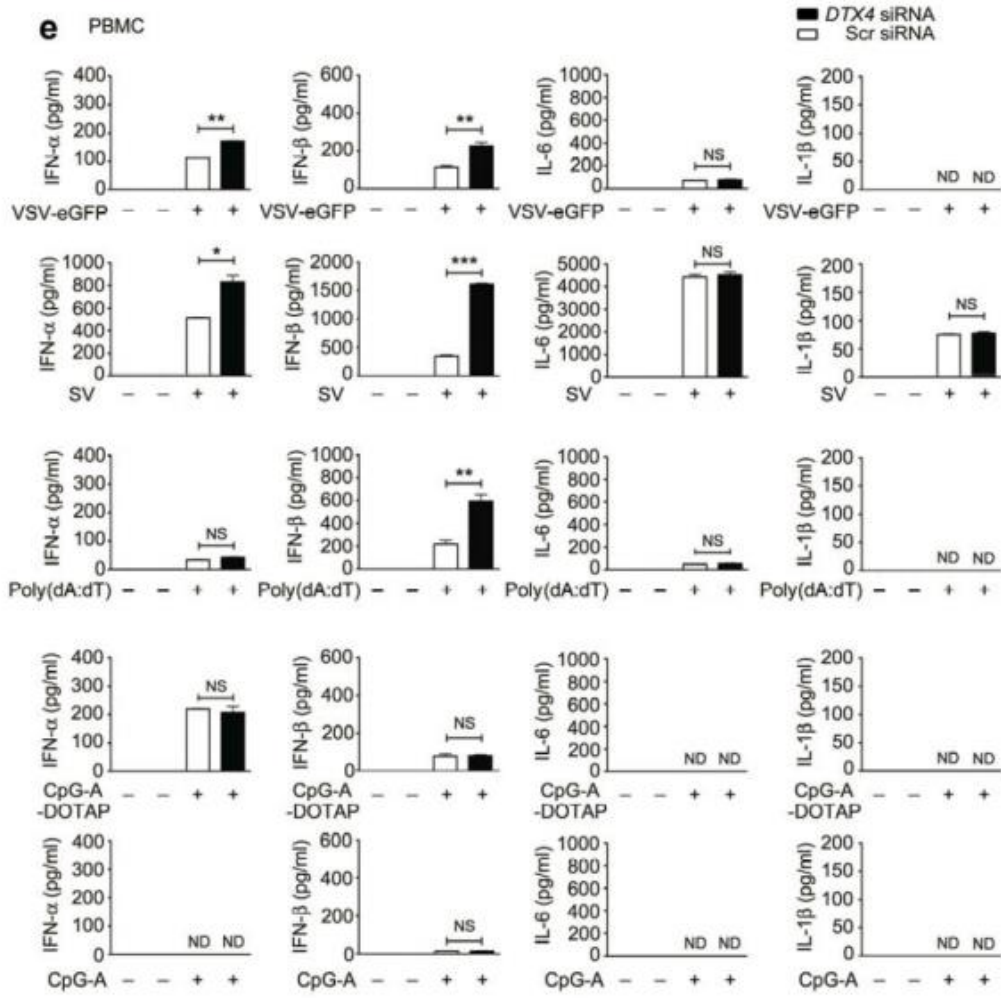 e PBMC
DTX4 siRNA
Scr siRNA
IFN-α (pg/ml)
400
300
200
100
0
**
VSV-eGFP – – + +
IFN-β (pg/ml)
600
400
200
0
**
VSV-eGFP – – + +
IL-6 (pg/ml)
1000
800
600
400
200
0
NS
VSV-eGFP – – + +
IL-1β (pg/ml)
200
150
100
50
0
ND ND
VSV-eGFP – – + +
IFN-α (pg/ml)
1000
800
600
400
200
0
*
SV – – + +
IFN-β (pg/ml)
2000
1500
1000
500
0
***
SV – – + +
IL-6 (pg/ml)
5000
4000
3000
2000
1000
0
NS
SV – – + +
IL-1β (pg/ml)
200
150
100
50
0
NS
SV – – + +
IFN-α (pg/ml)
400
300
200
100
0
NS
Poly(dA:dT) – – + +
IFN-β (pg/ml)
1000
800
600
400
200
0
**
Poly(dA:dT) – – + +
IL-6 (pg/ml)
1000
800
600
400
200
0
NS
Poly(dA:dT) – – + +
IL-1β (pg/ml)
200
150
100
50
0
ND ND
Poly(dA:dT) – – + +
IFN-α (pg/ml)
400
300
200
100
0
NS
CpG-A – – + +
-DOTAP
IFN-β (pg/ml)
600
400
200
0
NS
CpG-A – – + +
-DOTAP
IL-6 (pg/ml)
1000
800
600
400
200
0
ND ND
CpG-A – – + +
-DOTAP
IL-1β (pg/ml)
200
150
100
50
0
ND ND
CpG-A – – + +
-DOTAP
IFN-α (pg/ml)
400
300
200
100
0
ND ND
CpG-A – – + +
IFN-β (pg/ml)
600
400
200
0
NS
CpG-A – – + +
IL-6 (pg/ml)
1000
800
600
400
200
0
ND ND
CpG-A – – + +
IL-1β (pg/ml)
200
150
100
50
0
ND ND
CpG-A – – + +